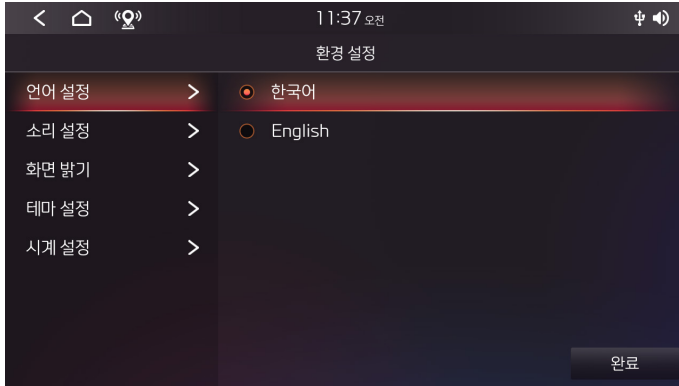 11:37 오전
환경 설정
언어 설정
소리 설정
화면 밝기
테마 설정
시계 설정
한국어
English
완료